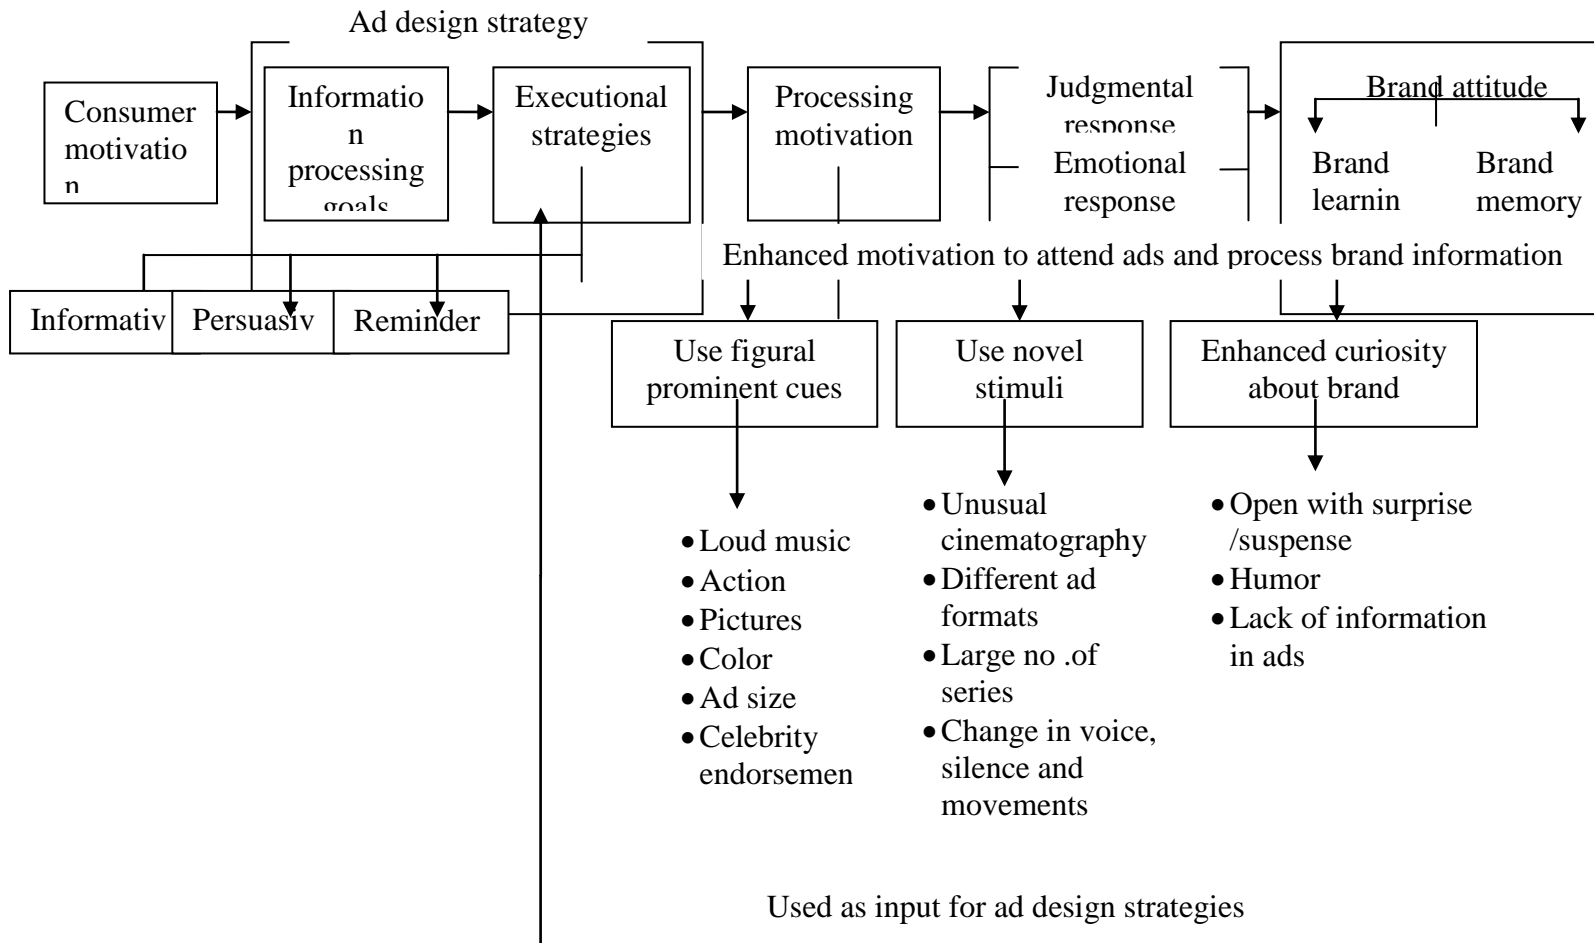 Ad design strategy
Consumer
motivatio
n
Informatio
n
processing
goals
Executional
strategies
Processing
motivation
Judgmental
response
Emotional
response
Brand attitude
Brand
learnin
Brand
memory
Enhanced motivation to attend ads and process brand information
Informativ
Persuasiv
Reminder
Use figural
prominent cues
Use novel
stimuli
Enhanced curiosity
about brand
• Loud music
• Action
• Pictures
• Color
• Ad size
• Celebrity
endorsemen
• Unusual
cinematography
• Different ad
formats
• Large no .of
series
• Change in voice,
silence and
movements
• Open with surprise
/suspense
• Humor
• Lack of information
in ads
Used as input for ad design strategies